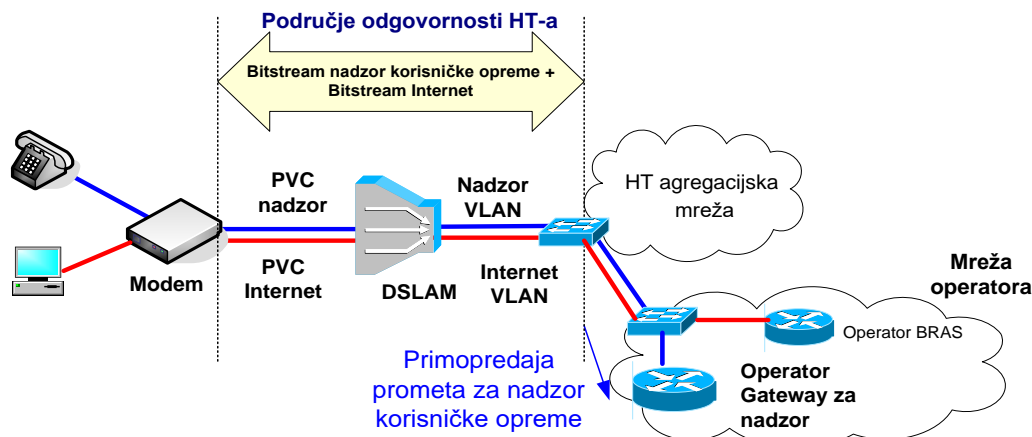 Područje odgovornosti HT-a
Bitstream nadzor korisničke opreme +
Bitstream Internet
HT agregacijska
mreža
PVC
nadzor
Nadzor
VLAN
Modem
PVC
Internet
DSLAM
Internet
VLAN
Mreža
operatora
Operator BRAS
Primopredaja
prometa za nadzor
korisničke opreme
Operator
Gateway za
nadzor